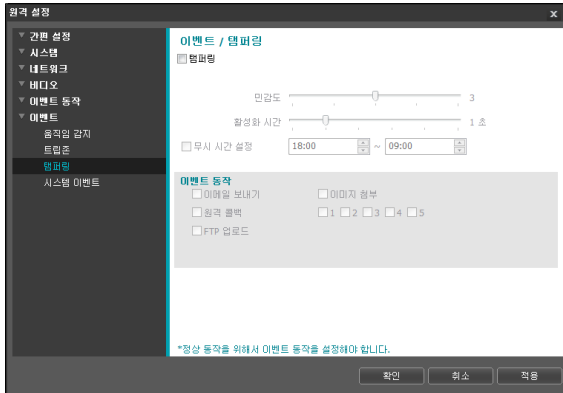 원격 설정 x
간편 설정
시스템
네트워크
비디오
이벤트 동작
이벤트
움직임 감지
트립존
탬퍼링
시스템 이벤트
이벤트 / 탬퍼링
탬퍼링
민감도 3
활성화 시간 1 초
무시 시간 설정 18:00 ~ 09:00
이벤트 동작
이메일 보내기 이미지 첨부
원격 콜백 1 2 3 4 5
FTP 업로드
*정상 동작을 위해서 이벤트 동작을 설정해야 합니다.
확인 취소 적용